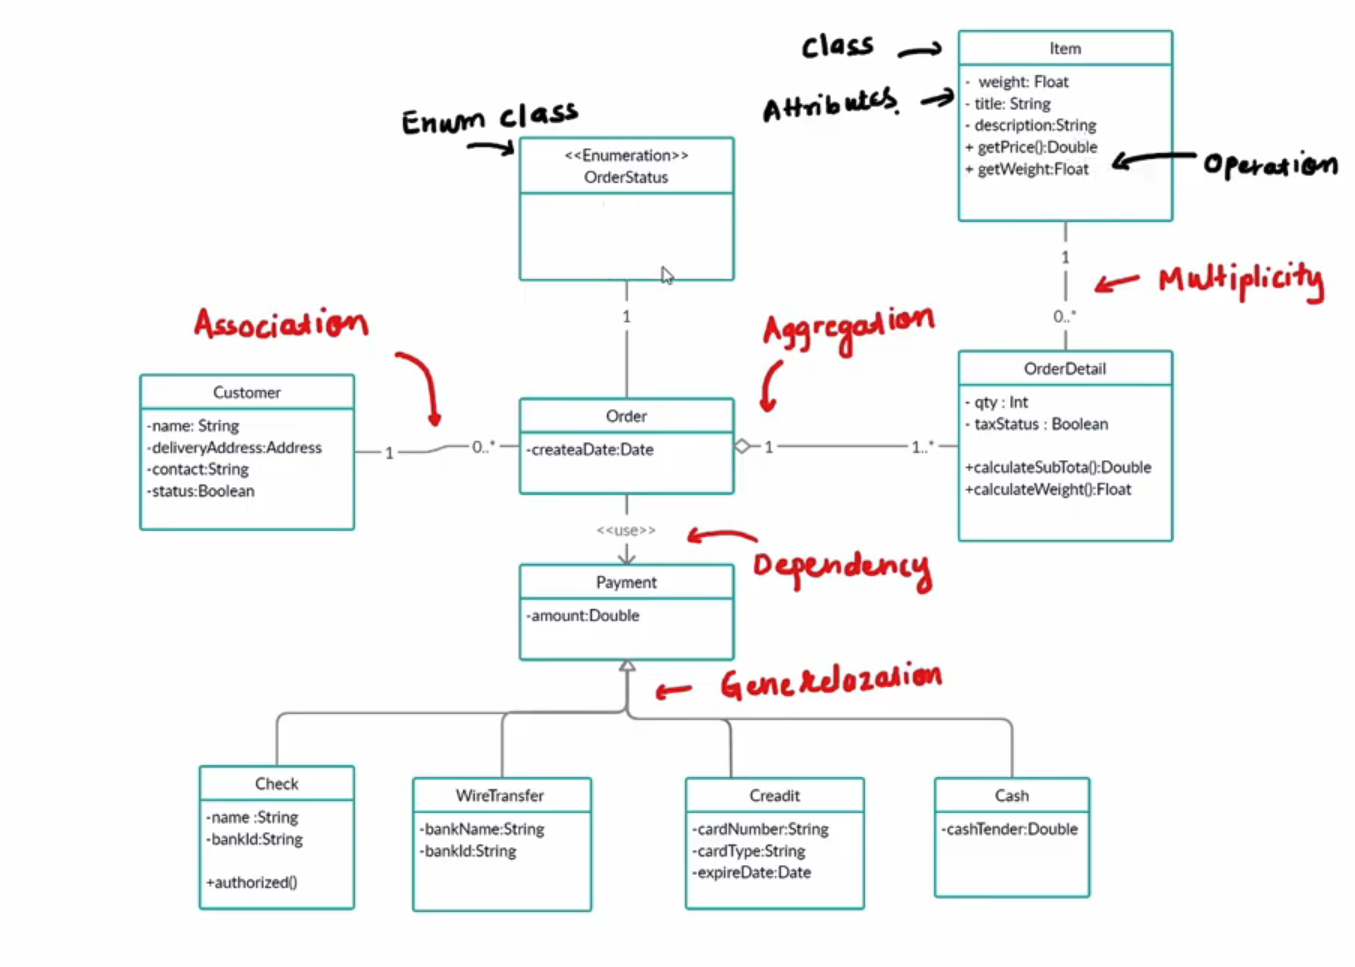 Class
Item
Attributes.
- weight: Float
- title: String
- description:String
+ getPrice():Double
+ getWeight:Float
Operation
Enum class
<<Enumeration>>
OrderStatus
1
Multiplicity
0..*
1
Association
Aggregation
Customer
-name: String
-deliveryAddress:Address
-contact:String
-status:Boolean
1
0..*
Order
-createaDate:Date
1
1..*
OrderDetail
- qty : Int
- taxStatus : Boolean
+calculateSubTota():Double
+calculateWeight():Float
<<use>>
Dependency
Payment
-amount:Double
Generelozation
Check
-name :String
-bankId:String
+authorized()
WireTransfer
-bankName:String
-bankId:String
Creadit
-cardNumber:String
-cardType:String
-expireDate:Date
Cash
-cashTender:Double